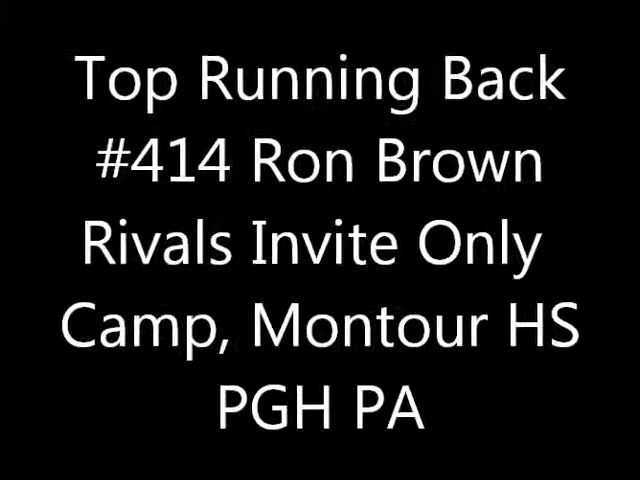 Top Running Back
#414 Ron Brown
Rivals Invite Only
Camp, Montour HS
PGH PA